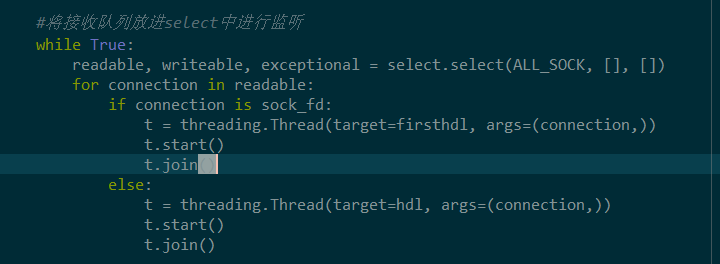 #将接收队列放进select中进行监听
while True:
readable, writeable, exceptional = select.select(ALL_SOCK, [], [])
for connection in readable:
if connection is sock_fd:
t = threading.Thread(target=firsthdl, args=(connection,))
t.start()
t.join()
else:
t = threading.Thread(target=hdl, args=(connection,))
t.start()
t.join()